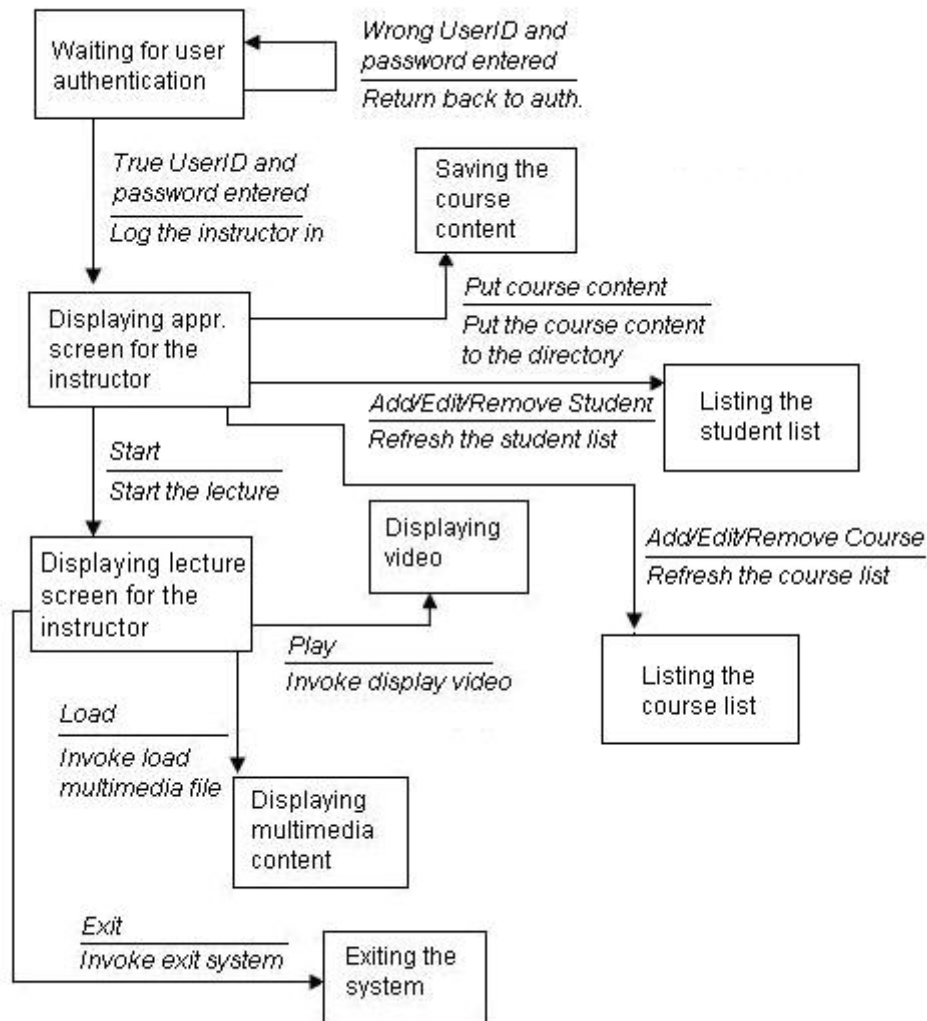 Waiting for user
authentication
Wrong UserID and
password entered
Return back to auth.
True UserID and
password entered
Log the instructor in
Saving the
course
content
Put course content
Put the course content
to the directory
Displaying appr.
screen for the
instructor
Add/Edit/Remove Student
Refresh the student list
Listing the
student list
Start
Start the lecture
Displaying
video
Add/Edit/Remove Course
Refresh the course list
Displaying lecture
screen for the
instructor
Play
Invoke display video
Listing the
course list
Load
Invoke load
multimedia file
Displaying
multimedia
content
Exit
Invoke exit system
Exiting the
system